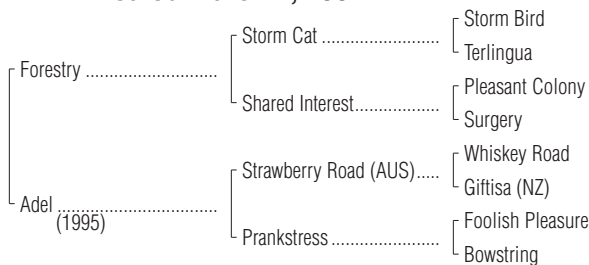 Storm Bird
Storm Cat ........................
Terlingua
Forestry ...........................
Pleasant Colony
Shared Interest.................
Surgery
Whiskey Road
Strawberry Road (AUS).....
Giftisa (NZ)
Adel .................................
(1995)
Foolish Pleasure
Prankstress ......................
Bowstring